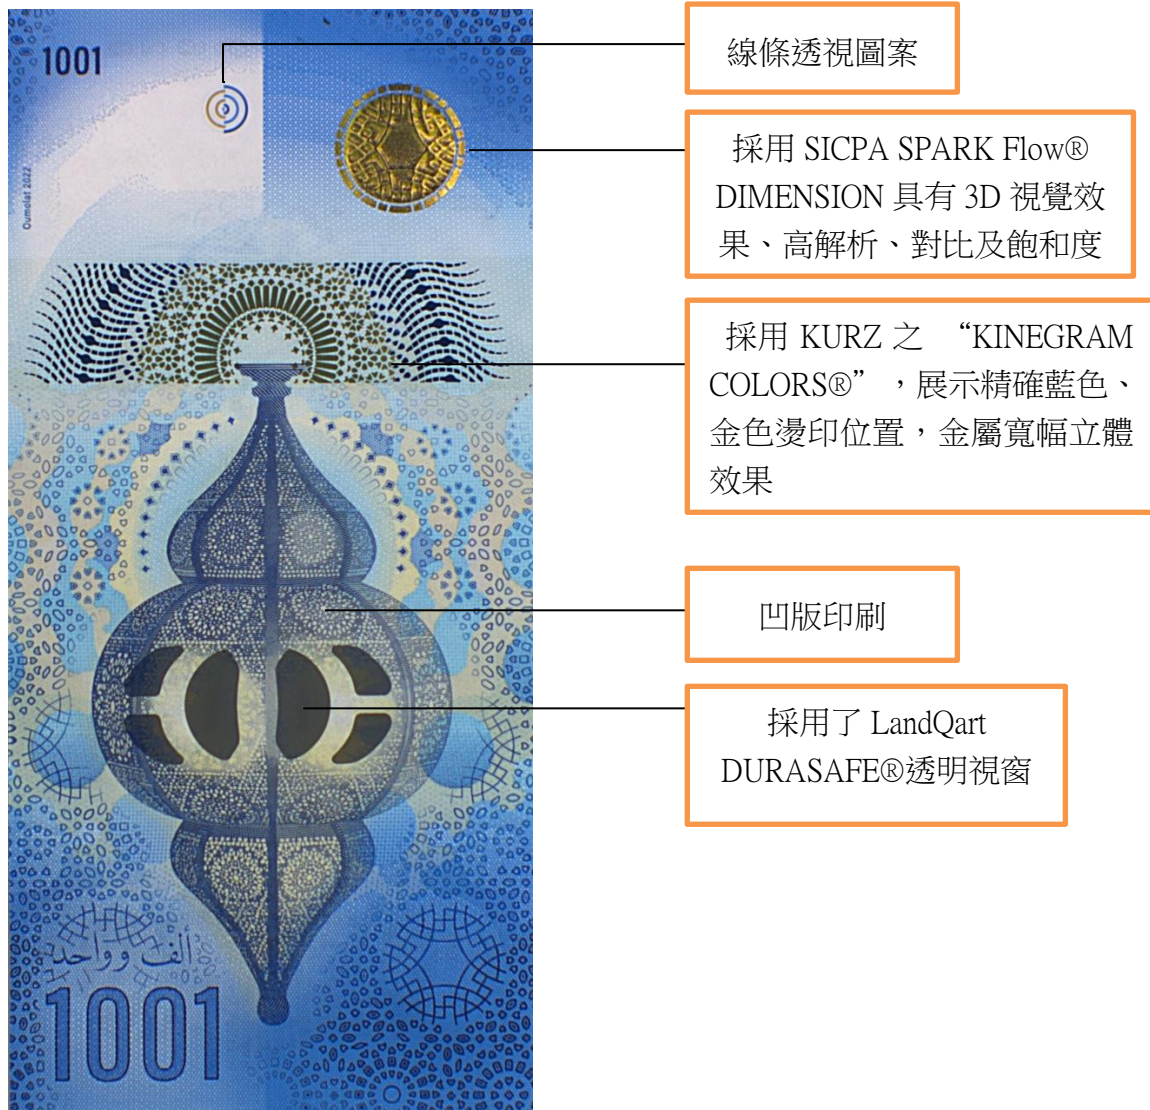 1001
Oumolat 2022
線條透視圖案
採用 SICPA SPARK Flow®
DIMENSION 具有 3D 視覺效
果、高解析、對比及飽和度
採用 KURZ 之 “KINEGRAM
COLORS®”，展示精確藍色、
金色燙印位置，金屬寬幅立體
效果
凹版印刷
採用了 LandQart
DURASAFE®透明視窗
ألف وواحد
1001